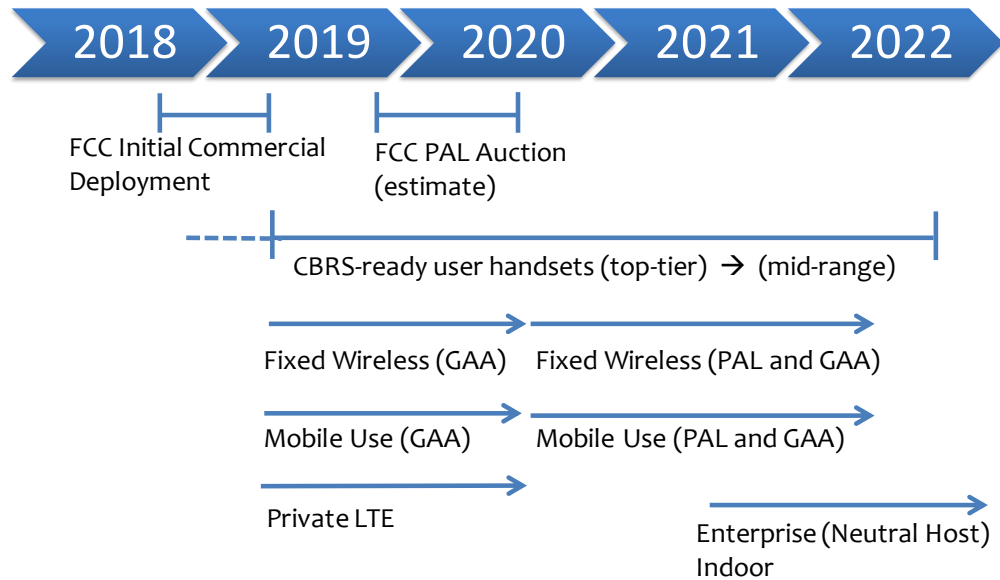 2018 2019 2020 2021 2022
FCC Initial Commercial
Deployment
FCC PAL Auction
(estimate)
CBRS-ready user handsets (top-tier) → (mid-range)
Fixed Wireless (GAA) Fixed Wireless (PAL and GAA)
Mobile Use (GAA) Mobile Use (PAL and GAA)
Private LTE
Enterprise (Neutral Host)
Indoor